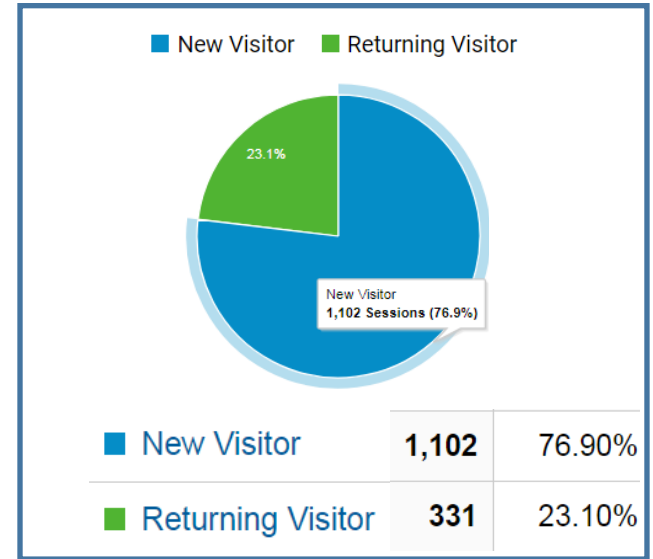 New Visitor Returning Visitor
23.1%
New Visitor
1,102 Sessions (76.9%)
New Visitor 1,102 76.90%
Returning Visitor 331 23.10%